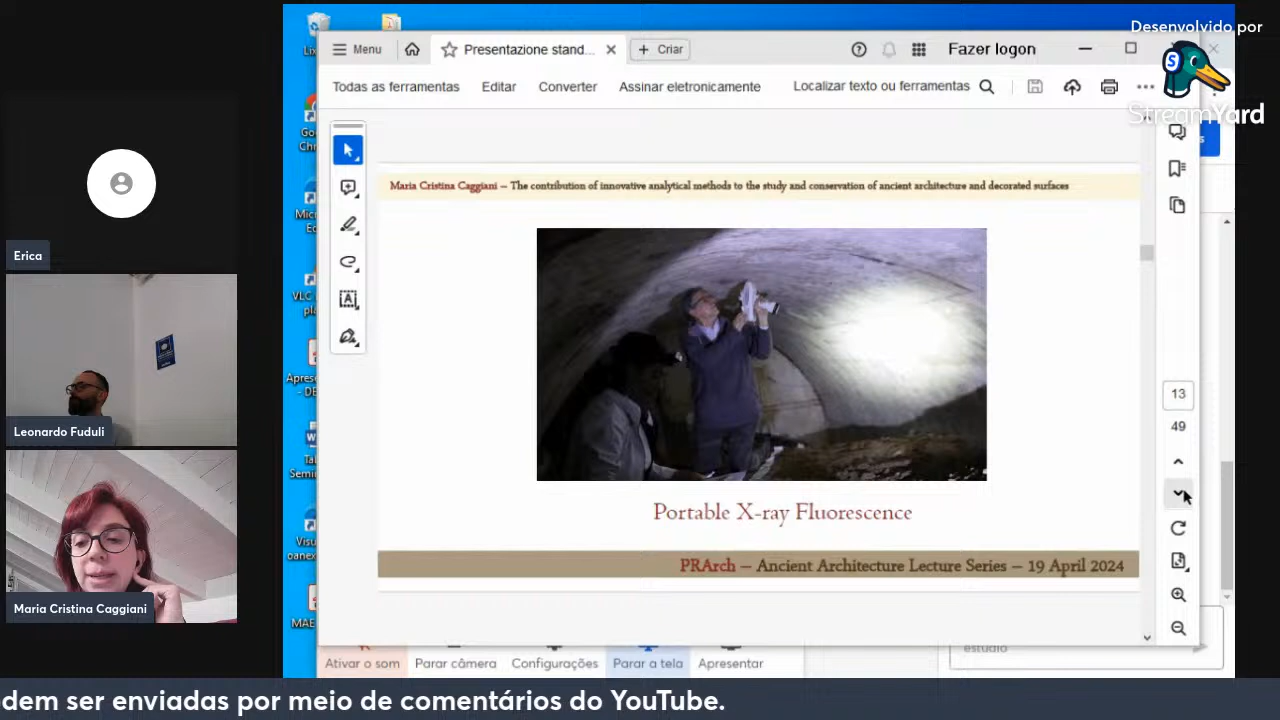 Desenvolvido por
StreamYard
Menu
Presentazione stand...
Criar
Fazer logon
Todas as ferramentas
Editar
Converter
Assinar eletronicamente
Localizar texto ou ferramentas
Maria Cristina Caggiani – The contribution of innovative analytical methods to the study and conservation of ancient architecture and decorated surfaces
Erica
Leonardo Fuduli
Maria Cristina Caggiani
13
49
Portable X-ray Fluorescence
PRArch – Ancient Architecture Lecture Series – 19 April 2024
Ativar o som
Parar câmera
Configurações
Parar a tela
Apresentar
estúdio
dem ser enviadas por meio de comentários do YouTube.